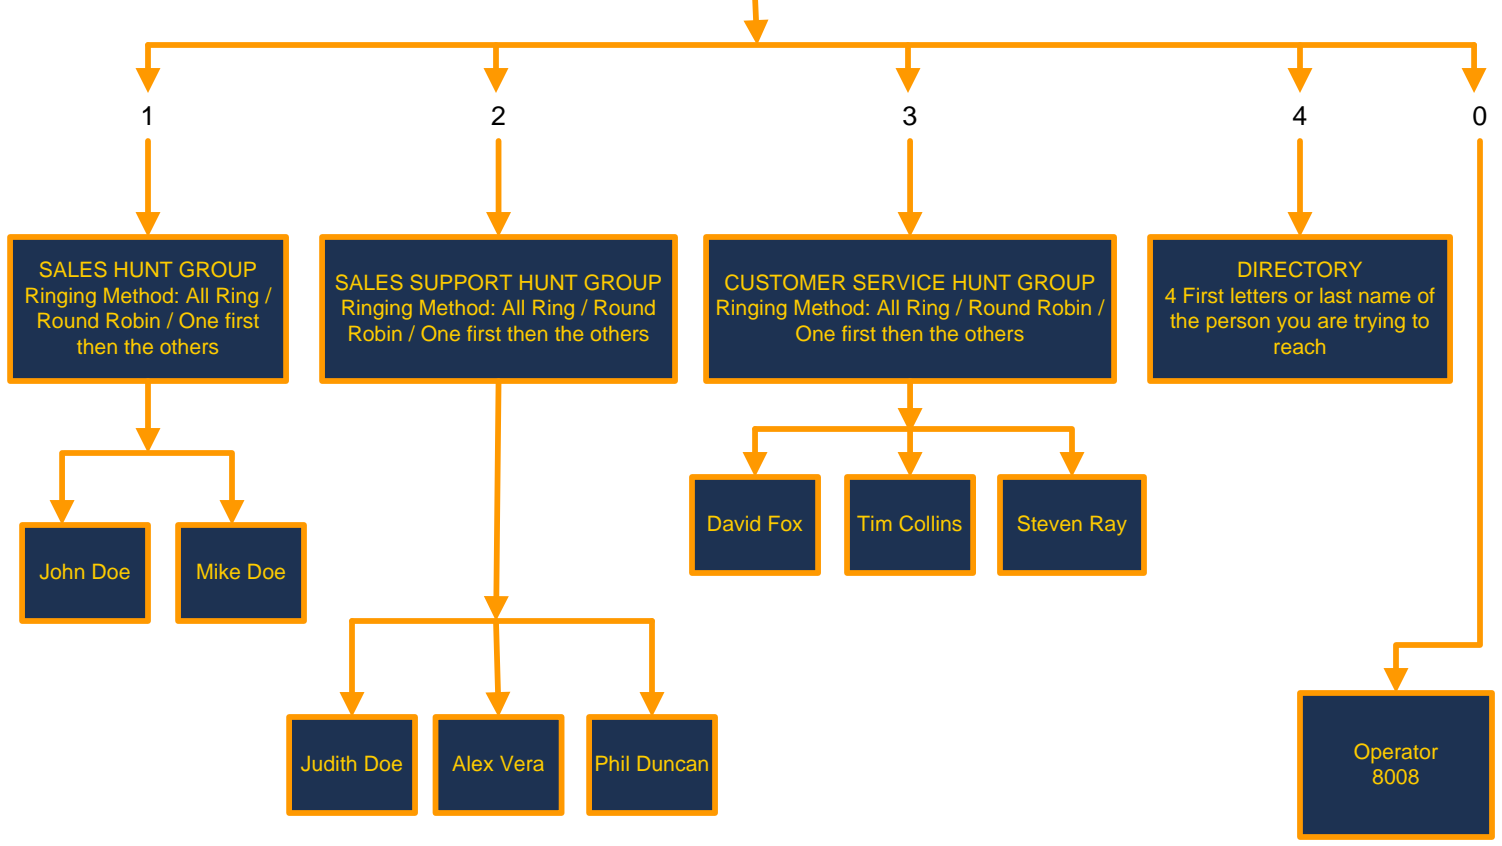 1
2
3
4
0
SALES HUNT GROUP
Ringing Method: All Ring /
Round Robin / One first
then the others
SALES SUPPORT HUNT GROUP
Ringing Method: All Ring / Round
Robin / One first then the others
CUSTOMER SERVICE HUNT GROUP
Ringing Method: All Ring / Round Robin /
One first then the others
DIRECTORY
4 First letters or last name of
the person you are trying to
reach
John Doe
Mike Doe
David Fox
Tim Collins
Steven Ray
Judith Doe
Alex Vera
Phil Duncan
Operator
8008